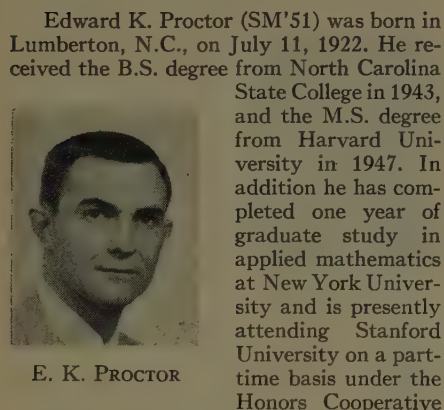 Edward K. Proctor (SM'51) was born in
Lumberton, N.C., on July 11, 1922. He re-
ceived the B.S. degree from North Carolina
State College in 1943,
and the M.S. degree
from Harvard Uni-
versity in 1947. In
addition he has com-
pleted one year of
graduate study in
applied mathematics
at New York Univer-
sity and is presently
attending Stanford
University on a part-
time basis under the
Honors Cooperative
E. K. PROCTOR